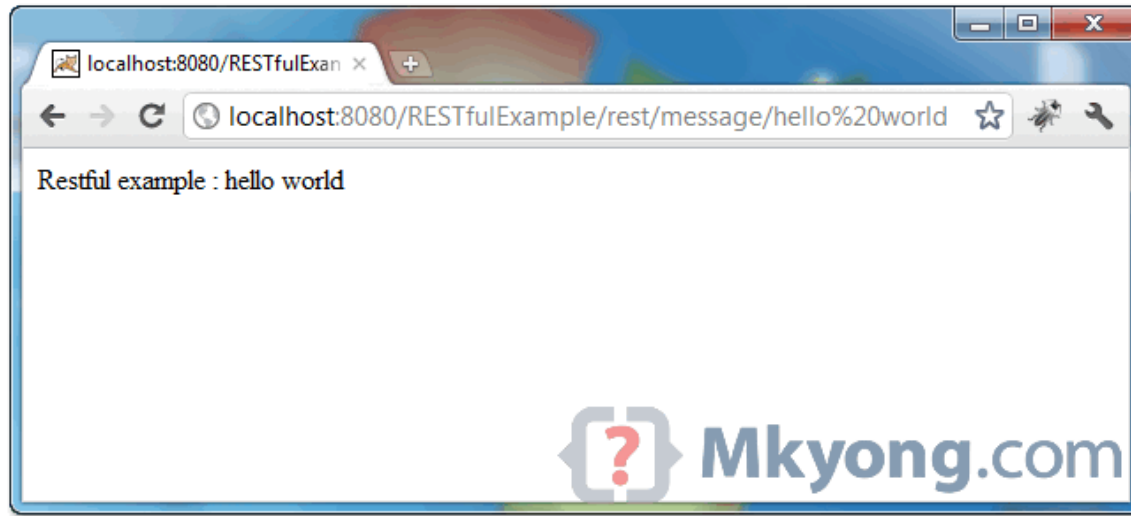 localhost:8080/RESTfulExan
localhost:8080/RESTfulExample/rest/message/hello%20world
Restful example : hello world
Mkyong.com